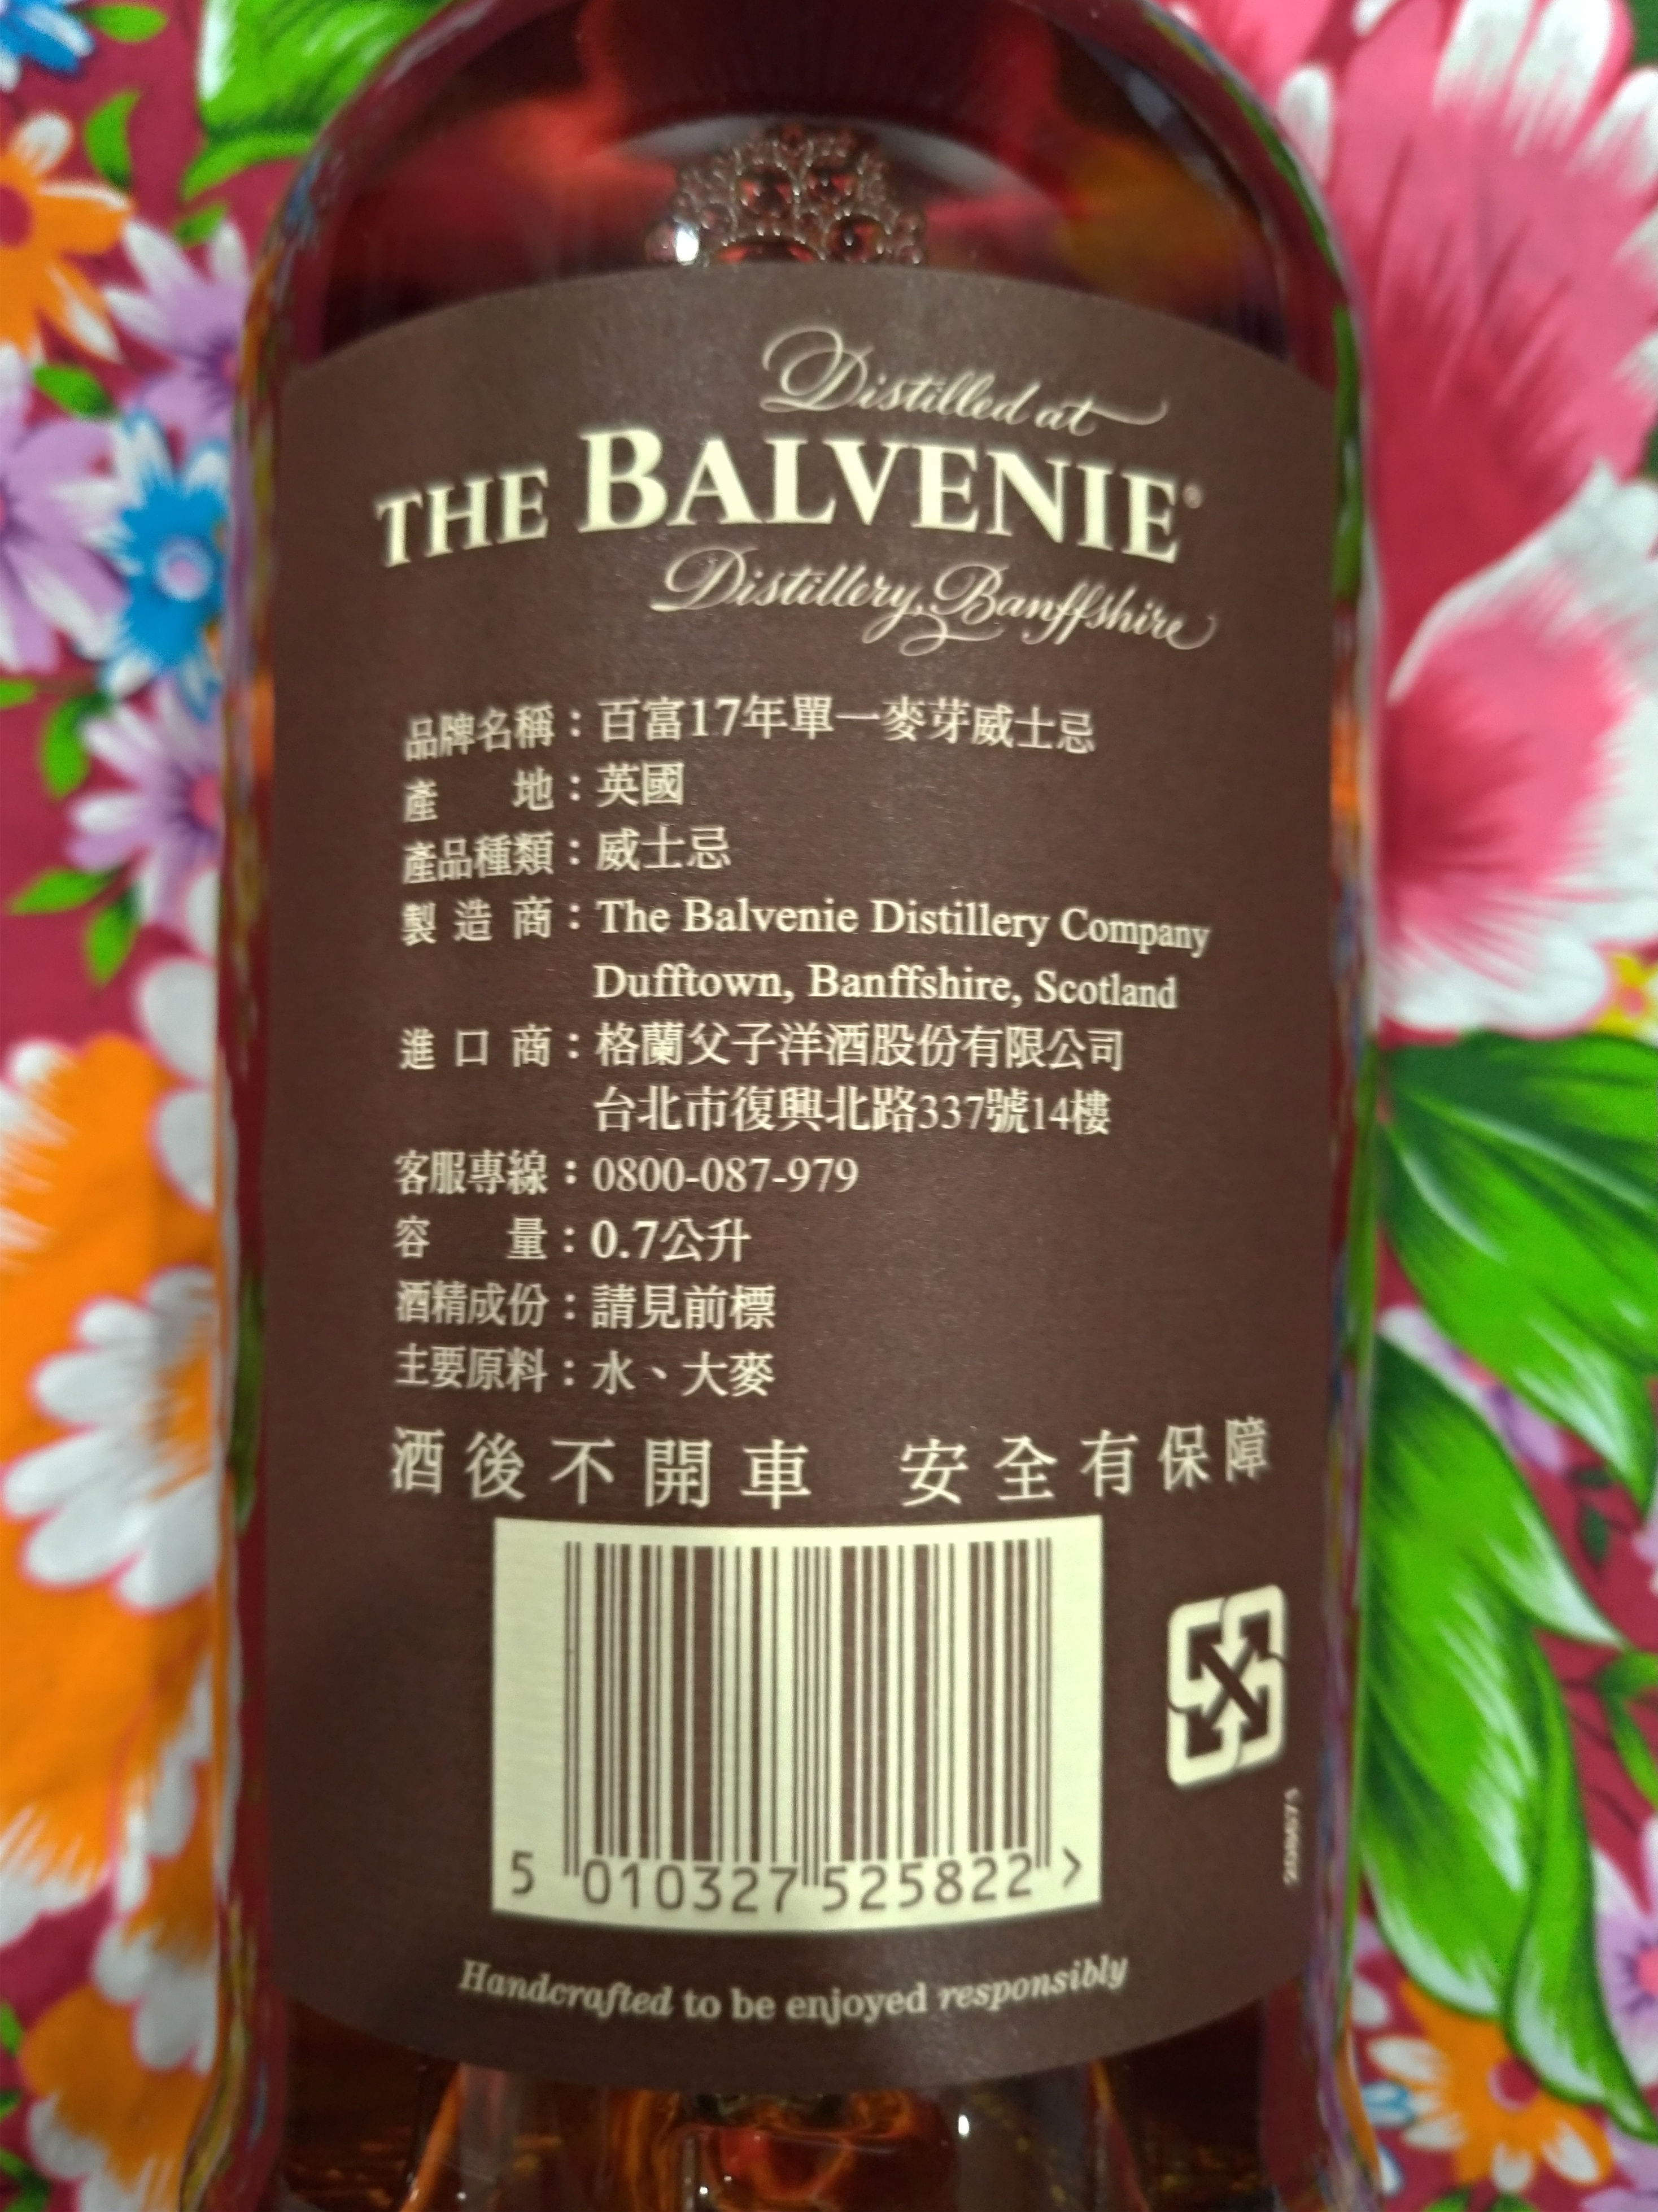 Distilled at
THE BALVENIE®
Distillery, Banffshire
品牌名稱：百富17年單一麥芽威士忌
產地：英國
產品種類：威士忌
製造商：The Balvenie Distillery Company
Dufftown, Banffshire, Scotland
進口商：格蘭父子洋酒股份有限公司
台北市復興北路337號14樓
客服專線：0800-087-979
容量：0.7公升
酒精成份：請見前標
主要原料：水、大麥
酒後不開車 安全有保障
5 010327 525822 >
Handcrafted to be enjoyed responsibly